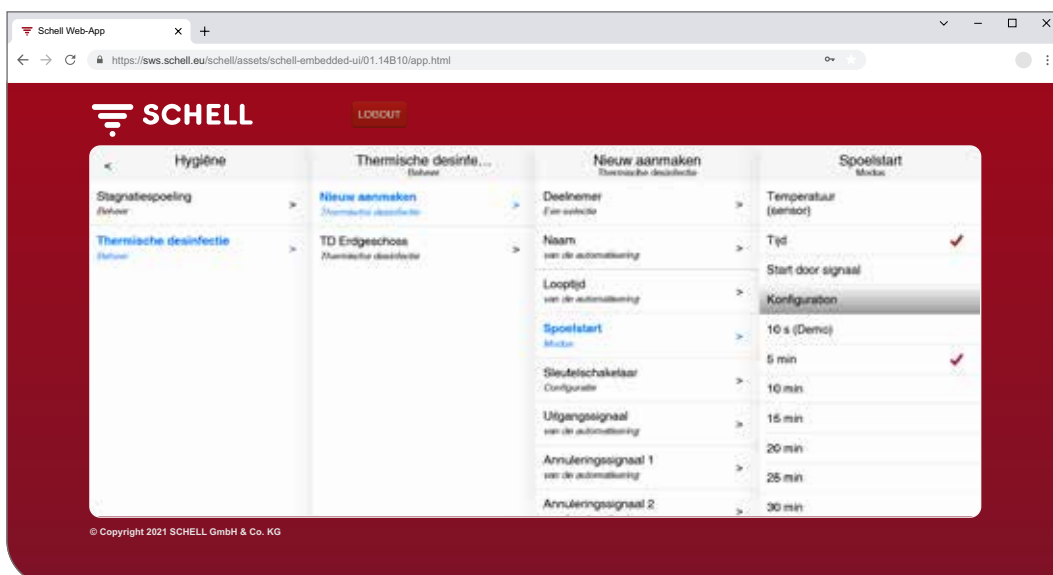 Schell Web-App
https://sws.schell.eu/schell/assets/schell-embedded-ui/01.14B10/app.html
SCHELL
LOGOUT
< Hygiëne
Stagnatiespoeling >
Beheer
Thermische desinfectie >
Beheer
Thermische desinfe...
Beheer
Nieuw aanmaken >
Thermische desinfectie
TD Erdgeschoss >
Thermische desinfectie
Nieuw aanmaken
Thermische desinfectie
Deelnemer >
Een selectie
Naam >
van de automatisering
Looptijd >
van de automatisering
Spoelstart >
Modus
Sleutelschakelaar >
Configuratie
Uitgangssignaal >
van de automatisering
Annuleringssignaal 1 >
van de automatisering
Annuleringssignaal 2 >
Spoelstart
Modus
Temperatuur
(sensor)
Tijd
Start door signaal
Konfiguration
10 s (Demo)
5 min
10 min
15 min
20 min
25 min
30 min
© Copyright 2021 SCHELL GmbH & Co. KG